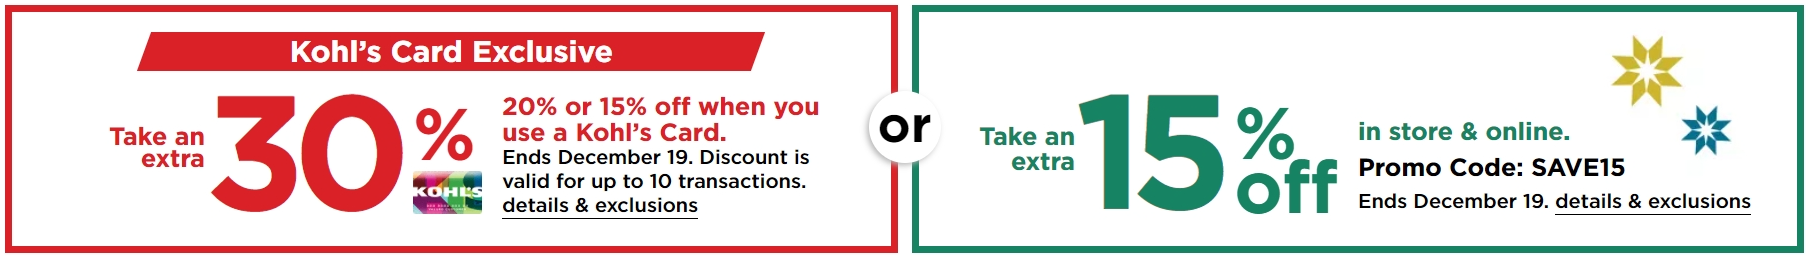 Kohl's Card Exclusive
Take an
extra
30%
KOHL'S
20% or 15% off when you
use a Kohl's Card.
Ends December 19. Discount is
valid for up to 10 transactions.
details & exclusions
or
Take an
extra
15%
off
in store & online.
Promo Code: SAVE15
Ends December 19. details & exclusions